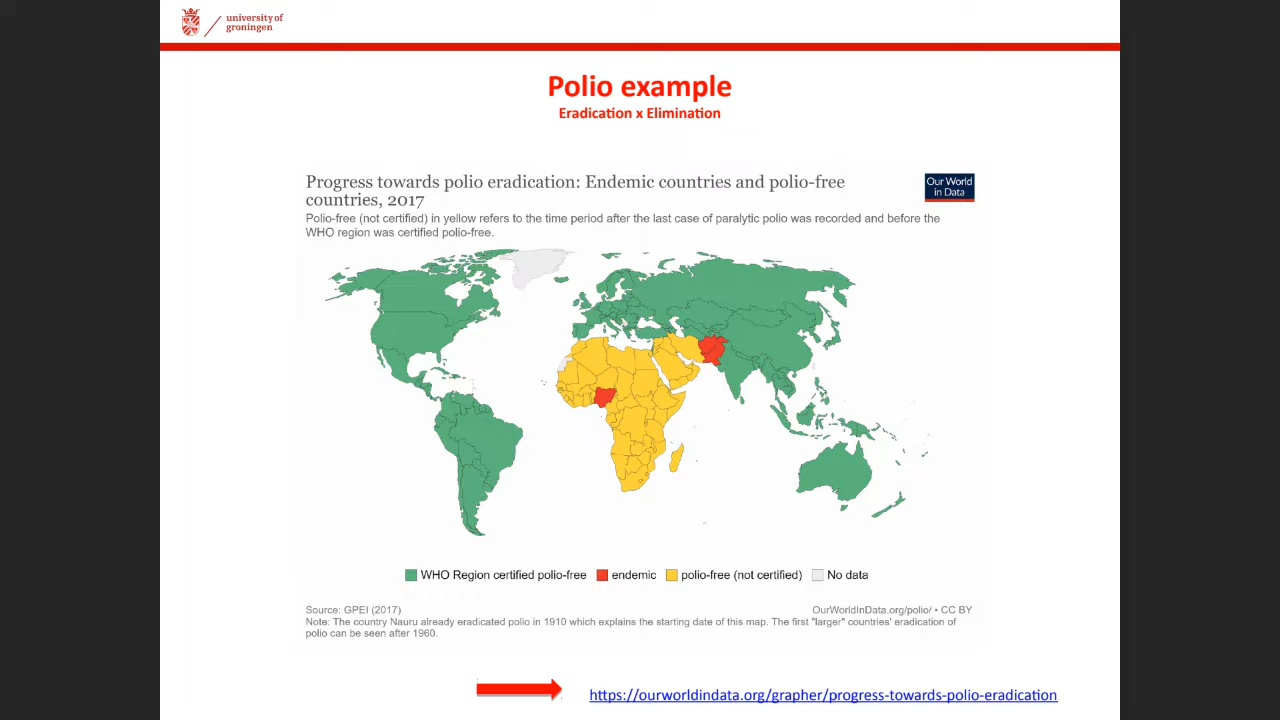 university of
groningen
Polio example
Eradication x Elimination
Progress towards polio eradication: Endemic countries and polio-free
countries, 2017
Our World
in Data
Polio-free (not certified) in yellow refers to the time period after the last case of paralytic polio was recorded and before the
WHO region was certified polio-free.
WHO Region certified polio-free
endemic
polio-free (not certified)
No data
Source: GPEI (2017)
OurWorldInData.org/polio/ • CC BY
Note: The country Nauru already eradicated polio in 1910 which explains the starting date of this map. The first "larger" countries' eradication of
polio can be seen after 1960.
https://ourworldindata.org/grapher/progress-towards-polio-eradication